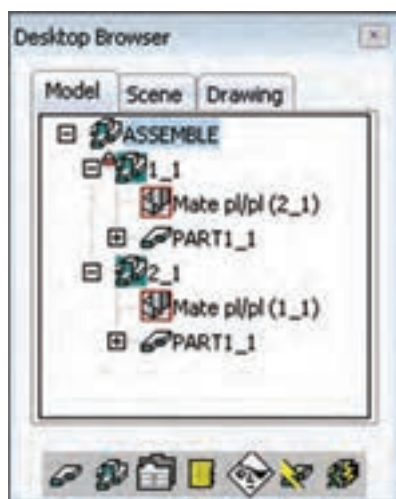 Desktop Browser
Model Scene Drawing
ASSEMBLE
1_1
Mate pl/pl (2_1)
PART1_1
2_1
Mate pl/pl (1_1)
PART1_1